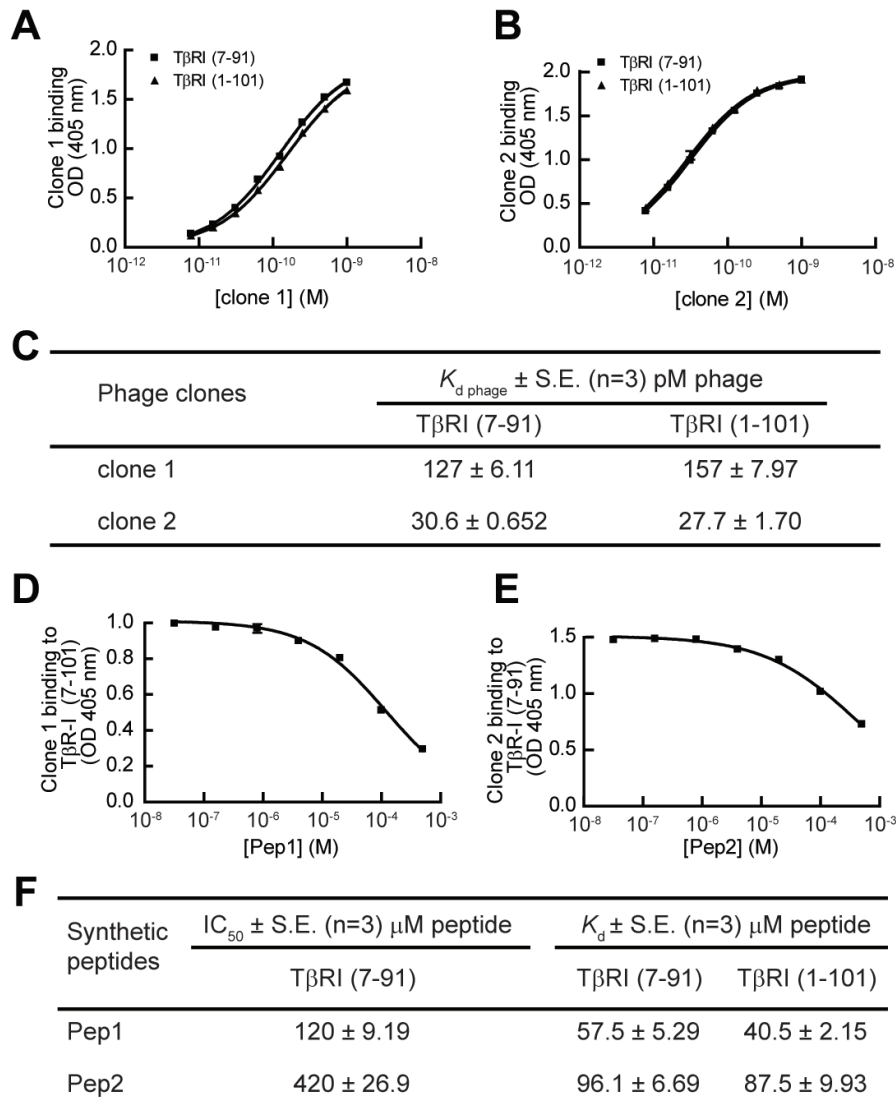 A
TβRI (7-91)
TβRI (1-101)
Clone 1 binding
OD (405 nm)
2.0
1.5
1.0
0.5
0.0
10-12
10-11
10-10
10-9
10-8
[clone 1] (M)
B
TβRI (7-91)
TβRI (1-101)
Clone 2 binding
OD (405 nm)
2.0
1.5
1.0
0.5
0.0
10-12
10-11
10-10
10-9
10-8
[clone 2] (M)
C
Phage clones
Kd phage ± S.E. (n=3) pM phage
TβRI (7-91) TβRI (1-101)
clone 1 127 ± 6.11 157 ± 7.97
clone 2 30.6 ± 0.652 27.7 ± 1.70
D
Clone 1 binding to
TβR-I (7-101)
(OD 405 nm)
1.0
0.8
0.6
0.4
0.2
0.0
10-8
10-7
10-6
10-5
10-4
10-3
[Pep1] (M)
E
Clone 2 binding to
TβR-I (7-91)
(OD 405 nm)
1.5
1.0
0.5
0.0
10-8
10-7
10-6
10-5
10-4
10-3
[Pep2] (M)
F
Synthetic
peptides
IC50 ± S.E. (n=3) μM peptide
Kd ± S.E. (n=3) μM peptide
TβRI (7-91) TβRI (7-91) TβRI (1-101)
Pep1 120 ± 9.19 57.5 ± 5.29 40.5 ± 2.15
Pep2 420 ± 26.9 96.1 ± 6.69 87.5 ± 9.93